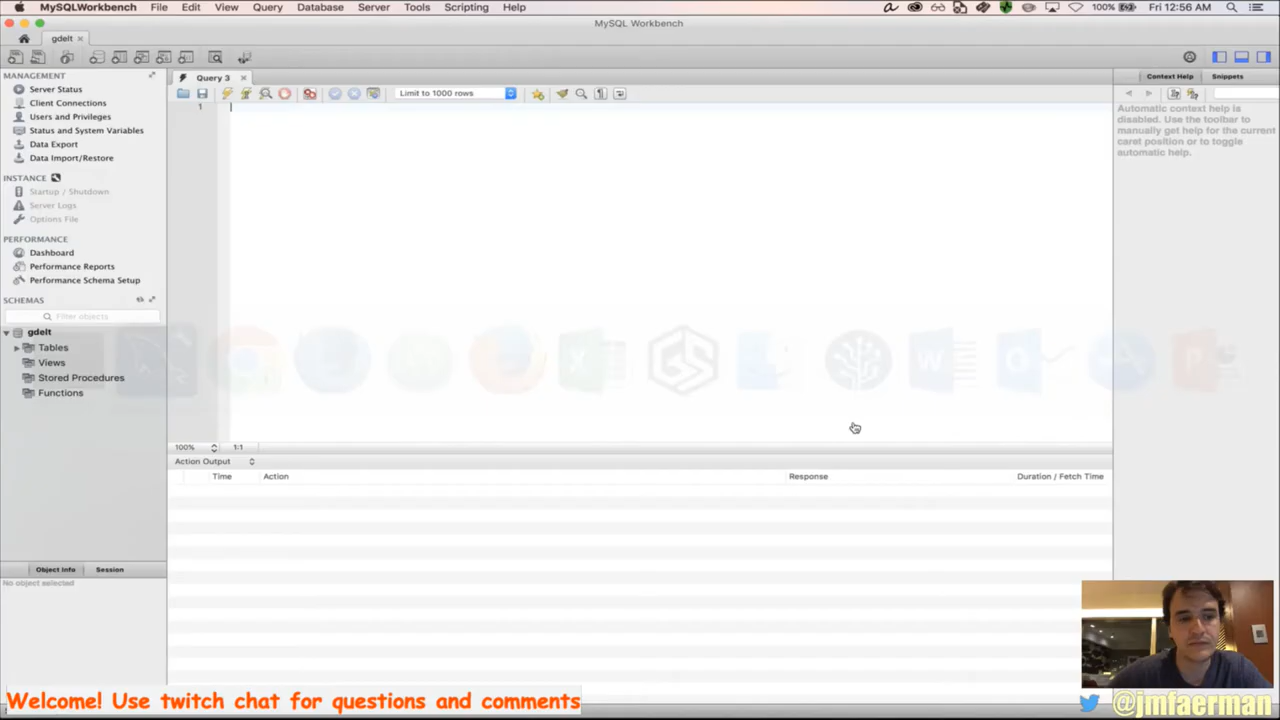 MySQLWorkbench File Edit View Query Database Server Tools Scripting Help 100% Fri 12:56 AM
MySQL Workbench
gdelt
MANAGEMENT
Server Status
Client Connections
Users and Privileges
Status and System Variables
Data Export
Data Import/Restore
INSTANCE
Startup / Shutdown
Server Logs
Options File
PERFORMANCE
Dashboard
Performance Reports
Performance Schema Setup
SCHEMAS
Filter objects
gdelt
Tables
Views
Stored Procedures
Functions
Object Info Session
No object selected
Query 3
Limit to 1000 rows
1
100% 1:1
Action Output
Time Action Response Duration / Fetch Time
Context Help Snippets
Automatic context help is
disabled. Use the toolbar to
manually get help for the current
caret position or to toggle
automatic help.
Welcome! Use twitch chat for questions and comments
@jmfaerman